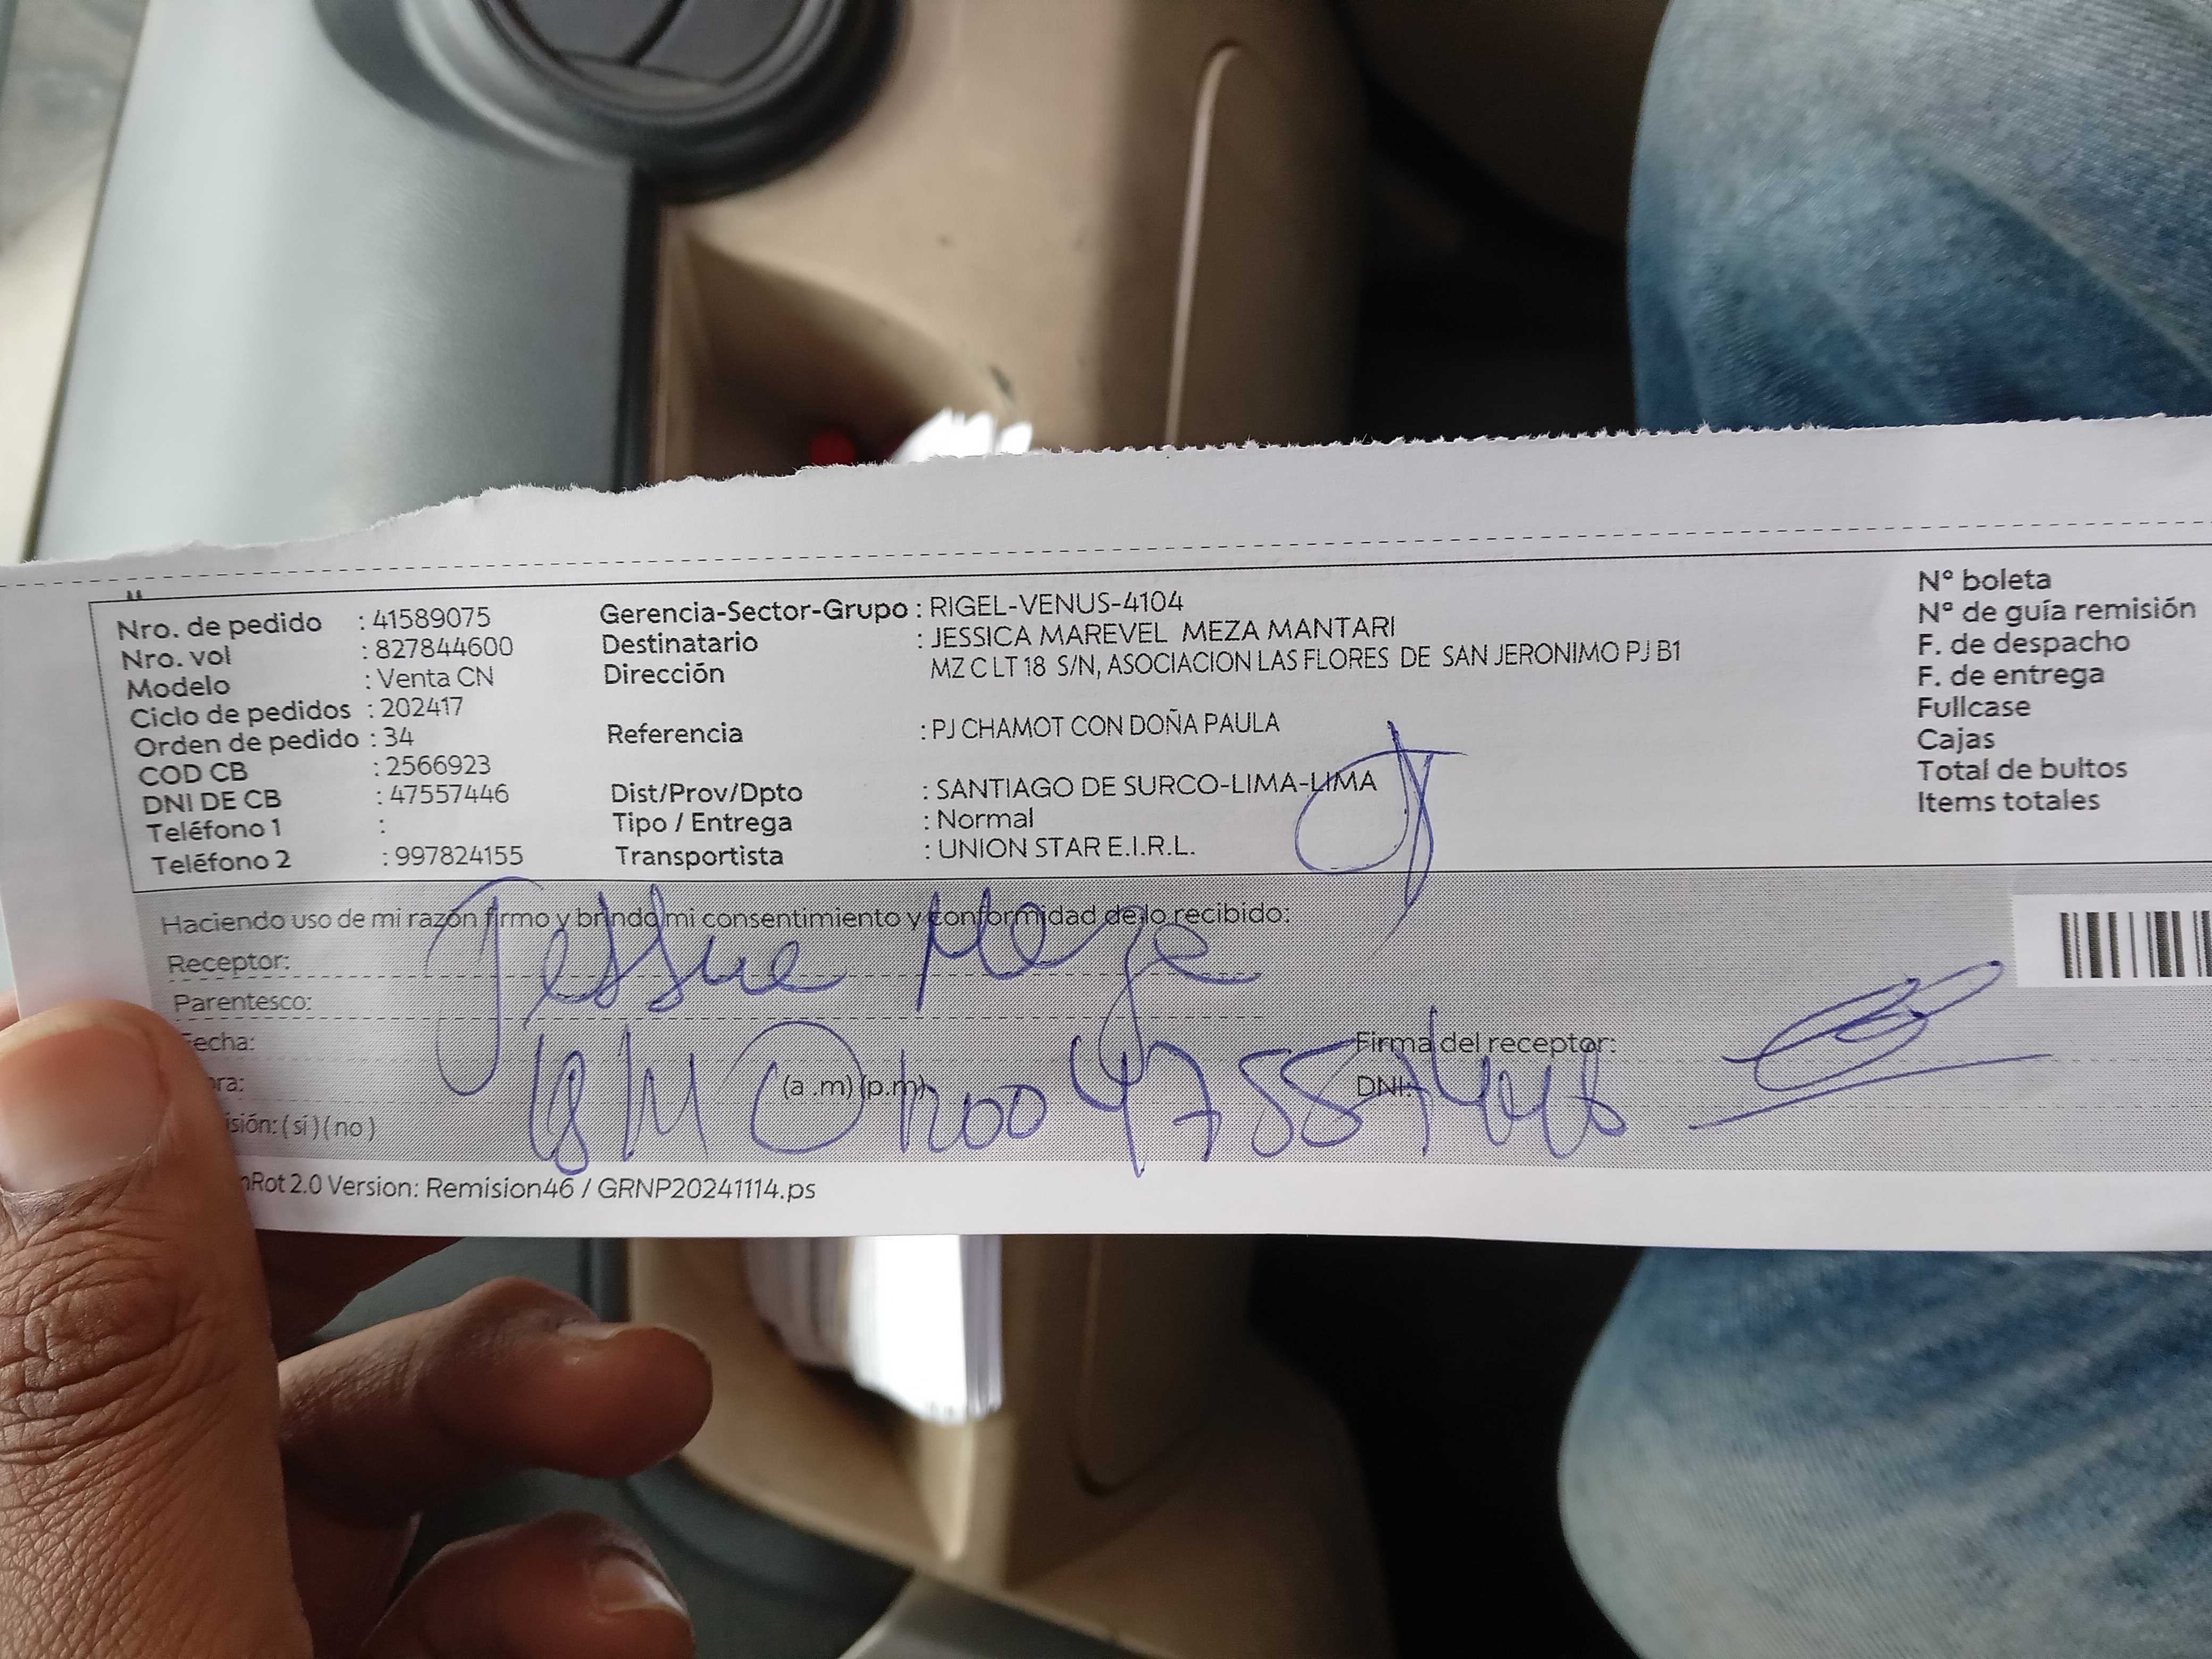 Nro. de pedido : 41589075 Gerencia-Sector-Grupo : RIGEL-VENUS-4104 N° boleta
Nro. vol : 827844600 Destinatario : JESSICA MAREVEL MEZA MANTARI N° de guía remisión
Modelo : Venta CN Dirección MZ C LT 18 S/N, ASOCIACION LAS FLORES DE SAN JERONIMO PJ B1 F. de despacho
Ciclo de pedidos : 202417 F. de entrega
Orden de pedido : 34 Referencia : PJ CHAMOT CON DOÑA PAULA Fullcase
COD CB : 2566923 Cajas
DNI DE CB : 47557446 Dist/Prov/Dpto : SANTIAGO DE SURCO-LIMA-LIMA Total de bultos
Teléfono 1 : Tipo / Entrega : Normal Items totales
Teléfono 2 : 997824155 Transportista : UNION STAR E.I.R.L.
Haciendo uso de mi razón firmo y brindo mi consentimiento y conformidad de lo recibido:
Receptor: Meza
Parentesco:
echa: Firma del receptor:
ra: (a .m) (p.m) DNI: 47557446
isión: ( sí ) ( no )
Rot 2.0 Version: Remision46 / GRNP20241114.ps